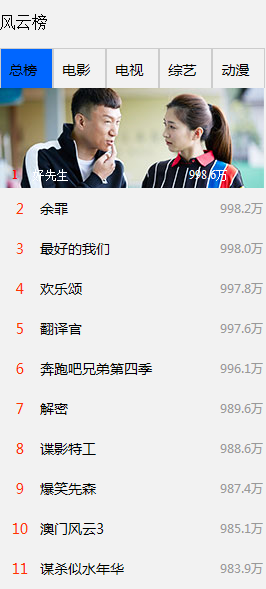 风云榜
总榜 电影 电视 综艺 动漫
1 好先生 998.6万
2 余罪 998.2万
3 最好的我们 998.0万
4 欢乐颂 997.8万
5 翻译官 997.6万
6 奔跑吧兄弟第四季 996.1万
7 解密 989.6万
8 谍影特工 988.6万
9 爆笑先森 987.4万
10 澳门风云3 985.1万
11 谋杀似水年华 983.9万